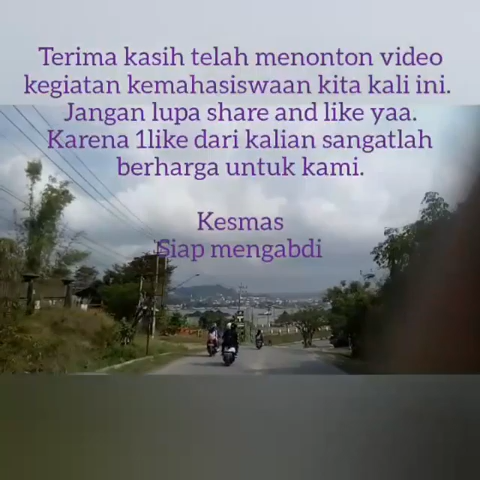 Terima kasih telah menonton video
kegiatan kemahasiswaan kita kali ini.
Jangan lupa share and like yaa.
Karena 1like dari kalian sangatlah
berharga untuk kami.
Kesmas
Siap mengabdi